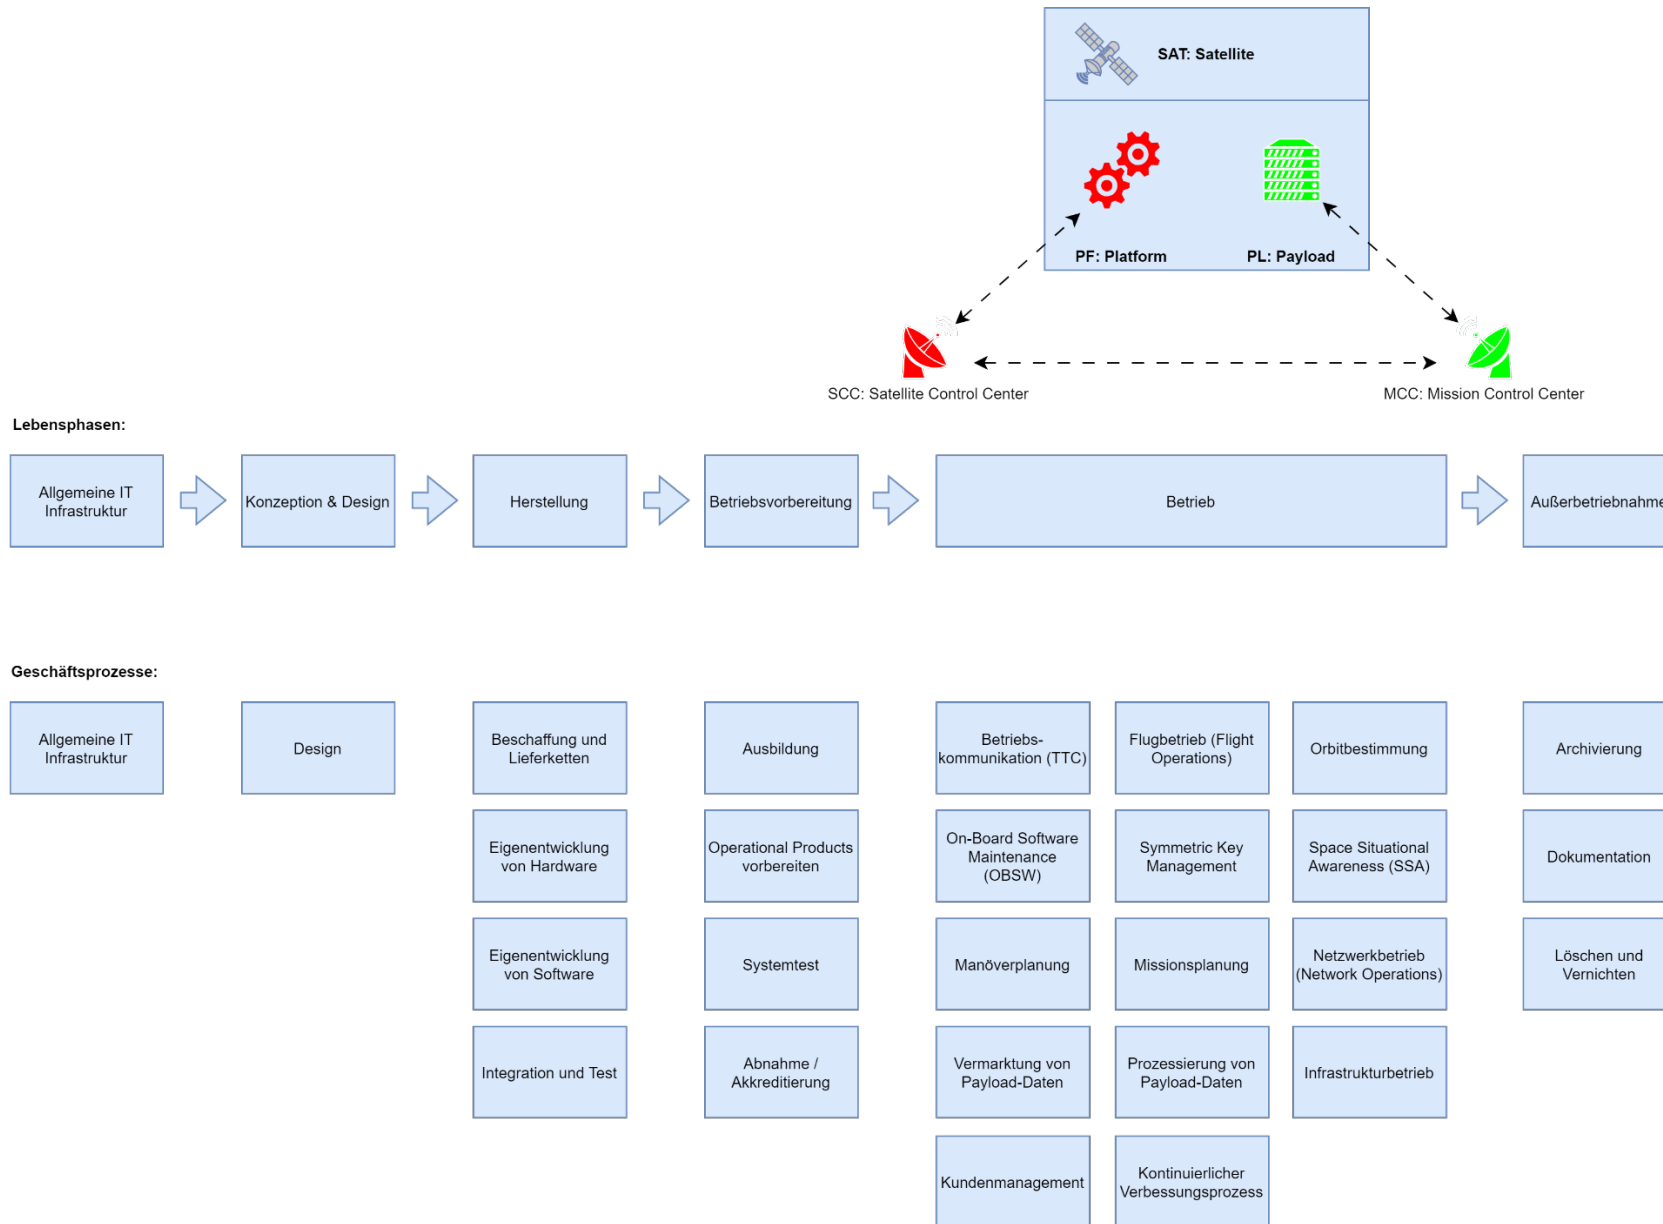 SAT: Satellite
PF: Platform
PL: Payload
SCC: Satellite Control Center
MCC: Mission Control Center
Lebensphasen:
Allgemeine IT
Infrastruktur
Konzeption & Design
Herstellung
Betriebsvorbereitung
Betrieb
Außerbetriebnahme
Geschäftsprozesse:
Allgemeine IT
Infrastruktur
Design
Beschaffung und
Lieferketten
Ausbildung
Betriebs-
kommunikation (TTC)
Flugbetrieb (Flight
Operations)
Orbitbestimmung
Archivierung
Eigenentwicklung
von Hardware
Operational Products
vorbereiten
On-Board Software
Maintenance
(OBSW)
Symmetric Key
Management
Space Situational
Awareness (SSA)
Dokumentation
Eigenentwicklung
von Software
Systemtest
Manöverplanung
Missionsplanung
Netzwerkbetrieb
(Network Operations)
Löschen und
Vernichten
Integration und Test
Abnahme /
Akkreditierung
Vermarktung von
Payload-Daten
Prozessierung von
Payload-Daten
Infrastrukturbetrieb
Kundenmanagement
Kontinuierlicher
Verbessungsprozess